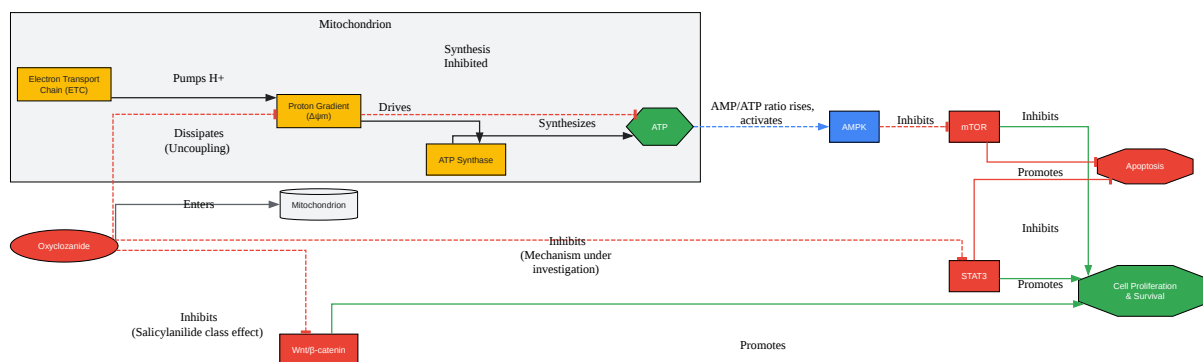 Mitochondrion
Synthesis
Inhibited
Electron Transport
Chain (ETC)
Pumps H+
Proton Gradient
(Δψm)
Drives
Dissipates
(Uncoupling)
Synthesizes
ATP Synthase
ATP
AMP/ATP ratio rises,
activates
AMPK
Inhibits
mTOR
Inhibits
Apoptosis
Promotes
Enters
Mitochondrion
Oxyclozanide
Inhibits
(Mechanism under
investigation)
Inhibits
STAT3
Promotes
Cell Proliferation
& Survival
Inhibits
(Salicylanilide class effect)
Wnt/β-catenin
Promotes